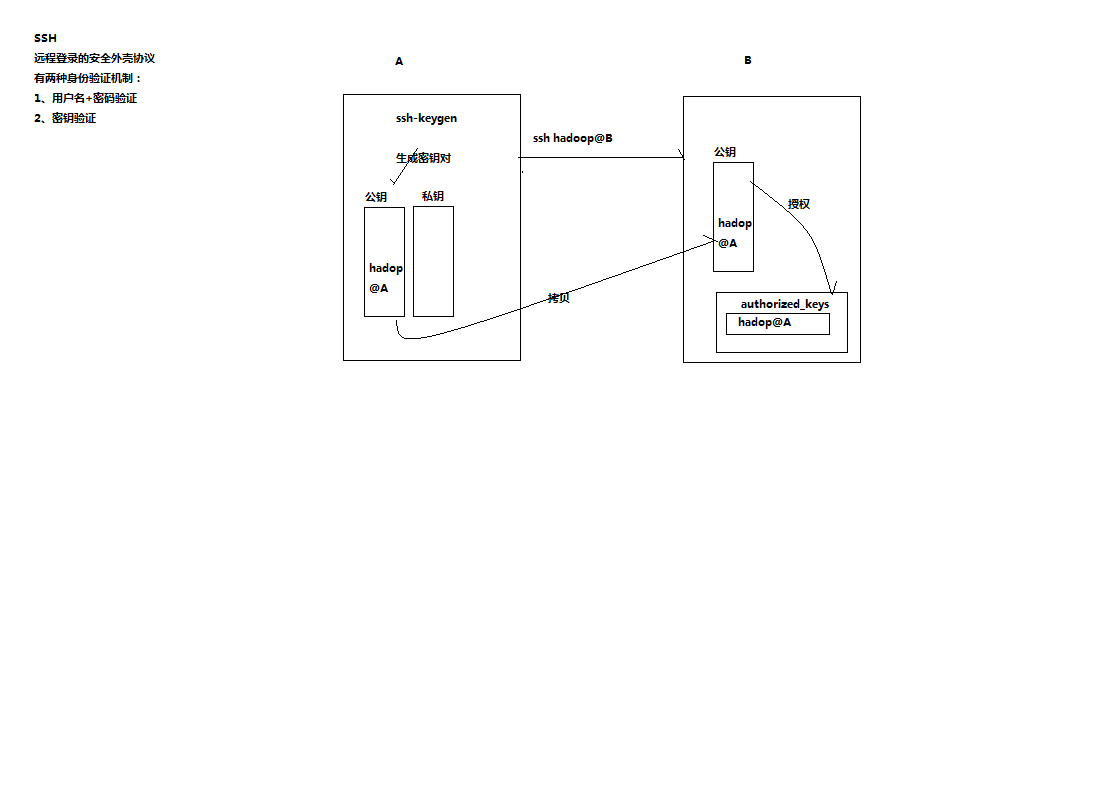 SSH
远程登录的安全外壳协议
有两种身份验证机制：
1、用户名+密码验证
2、密钥验证
A
B
ssh-keygen
生成密钥对
公钥
私钥
hadop
@A
ssh hadoop@B
拷贝
公钥
hadop
@A
授权
authorized_keys
hadop@A